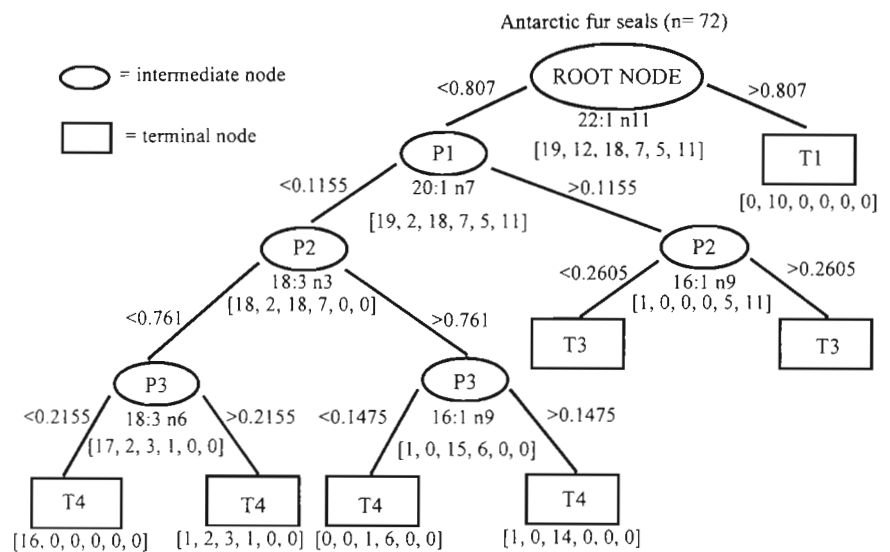 Antarctic fur seals (n= 72)
= intermediate node
ROOT NODE
<0.807
>0.807
= terminal node
22:1 n11
P1
[19, 12, 18, 7, 5, 11]
T1
<0.1155
20:1 n7
>0.1155
[0, 10, 0, 0, 0, 0]
[19, 2, 18, 7, 5, 11]
P2
P2
18:3 n3
<0.2605
16:1 n9
>0.2605
[18, 2, 18, 7, 0, 0]
[1, 0, 0, 0, 5, 11]
<0.761
>0.761
T3
T3
P3
P3
<0.2155
18:3 n6
>0.2155
<0.1475
16:1 n9
>0.1475
[17, 2, 3, 1, 0, 0]
[1, 0, 15, 6, 0, 0]
T4
T4
T4
T4
[16, 0, 0, 0, 0, 0]
[1, 2, 3, 1, 0, 0]
[0, 0, 1, 6, 0, 0]
[1, 0, 14, 0, 0, 0]